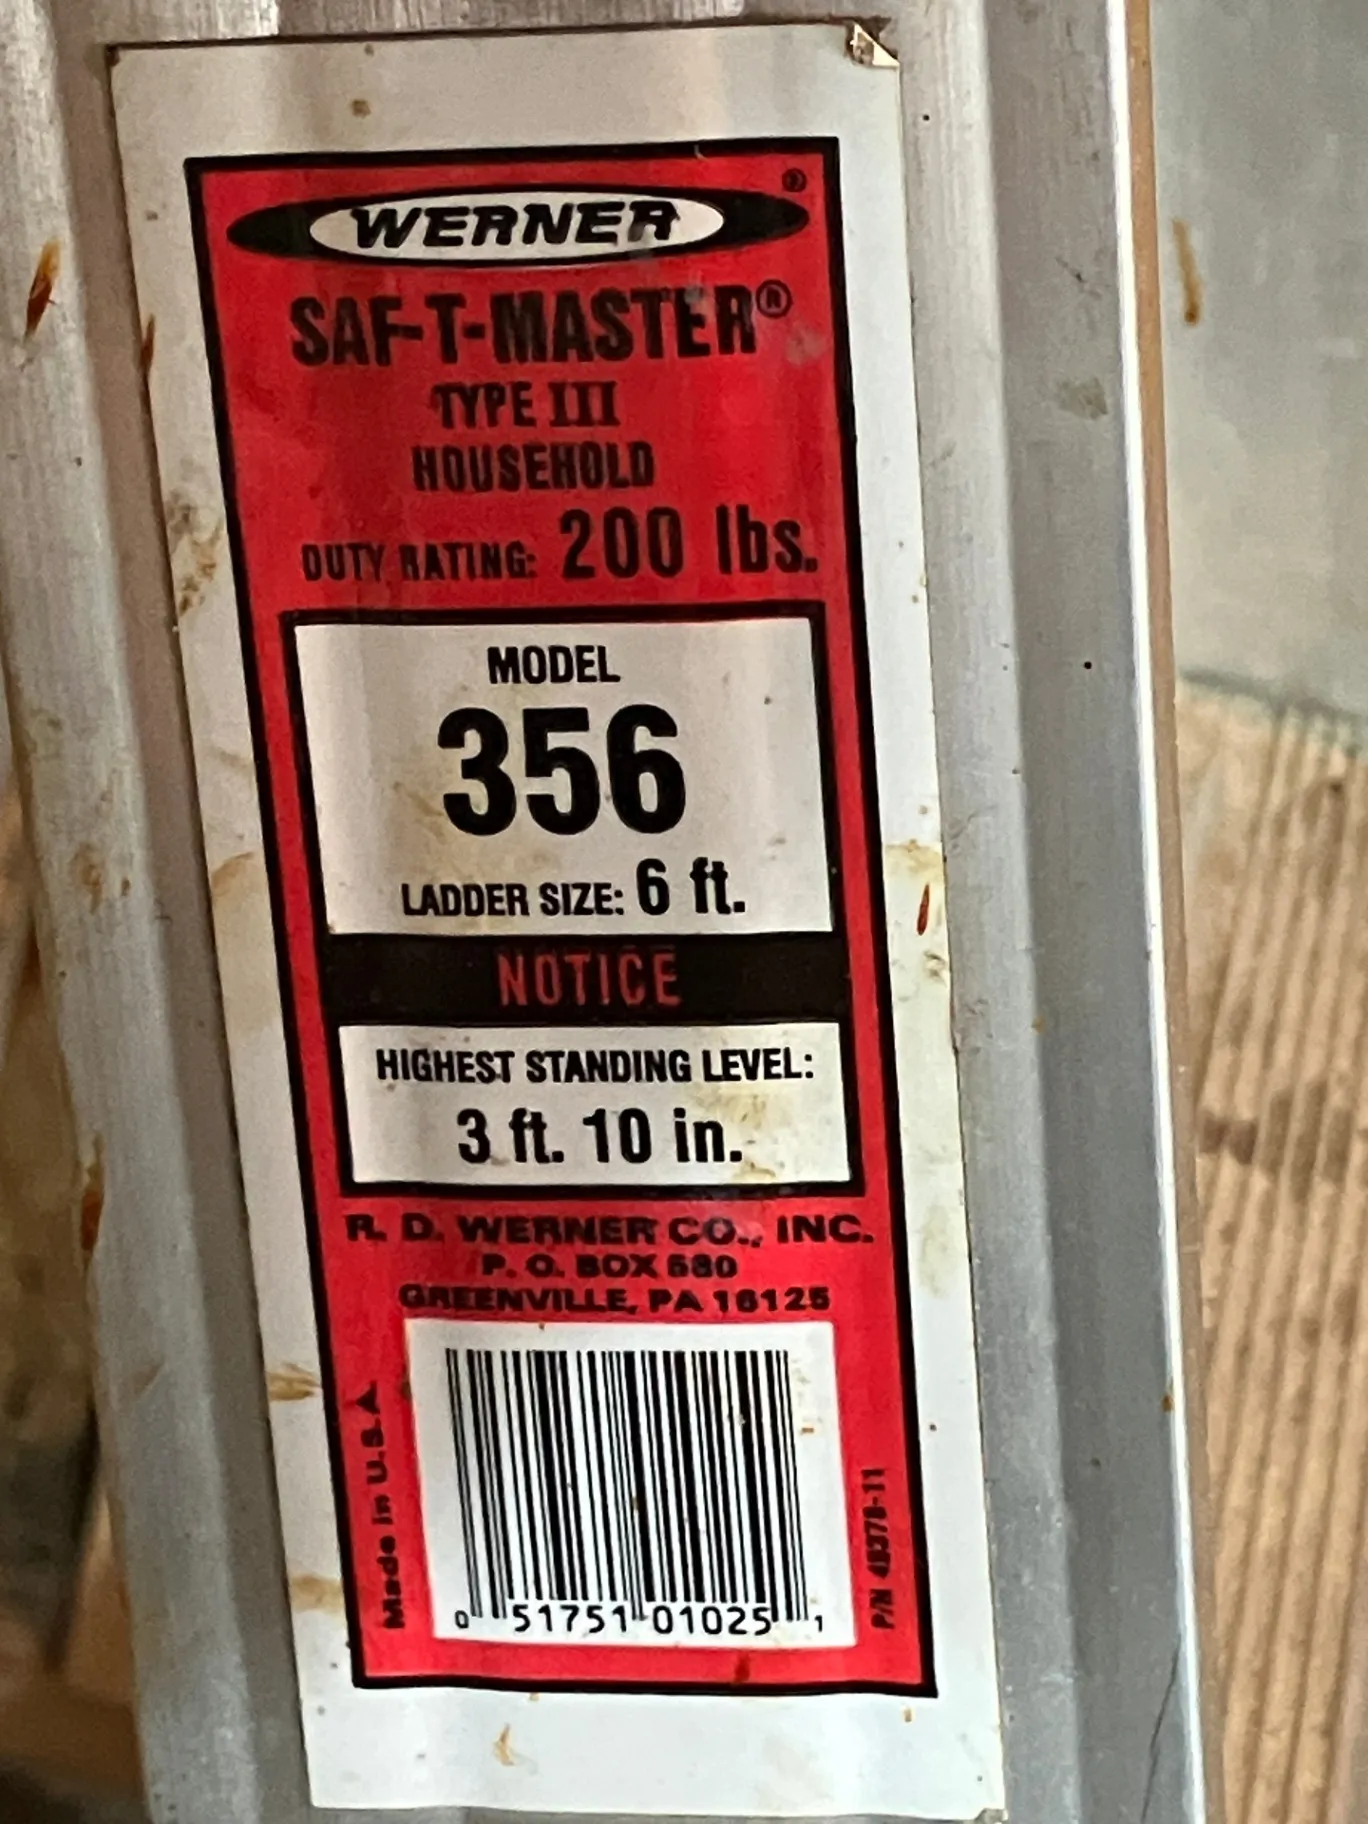 WERNER®
SAF-T-MASTER®
TYPE III
HOUSEHOLD
DUTY RATING: 200 lbs.
MODEL
356
LADDER SIZE: 6 ft.
NOTICE
HIGHEST STANDING LEVEL:
3 ft. 10 in.
R. D. WERNER CO., INC.
P. O. BOX 580
GREENVILLE, PA 16125
Made in U.S.A
0 51751 01025 1